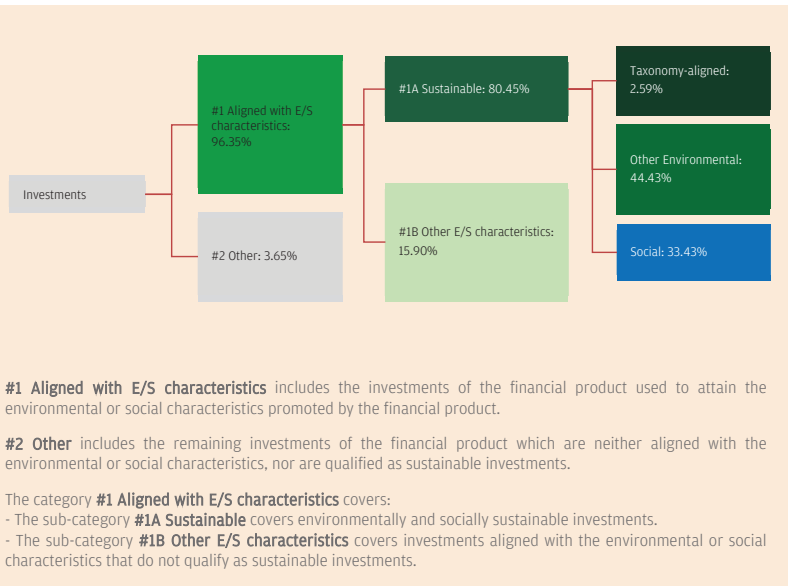 Investments
#1 Aligned with E/S
characteristics:
96.35%
#2 Other: 3.65%
#1A Sustainable: 80.45%
#1B Other E/S characteristics:
15.90%
Taxonomy-aligned:
2.59%
Other Environmental:
44.43%
Social: 33.43%
#1 Aligned with E/S characteristics includes the investments of the financial product used to attain the
environmental or social characteristics promoted by the financial product.
#2 Other includes the remaining investments of the financial product which are neither aligned with the
environmental or social characteristics, nor are qualified as sustainable investments.
The category #1 Aligned with E/S characteristics covers:
- The sub-category #1A Sustainable covers environmentally and socially sustainable investments.
- The sub-category #1B Other E/S characteristics covers investments aligned with the environmental or social
characteristics that do not qualify as sustainable investments.